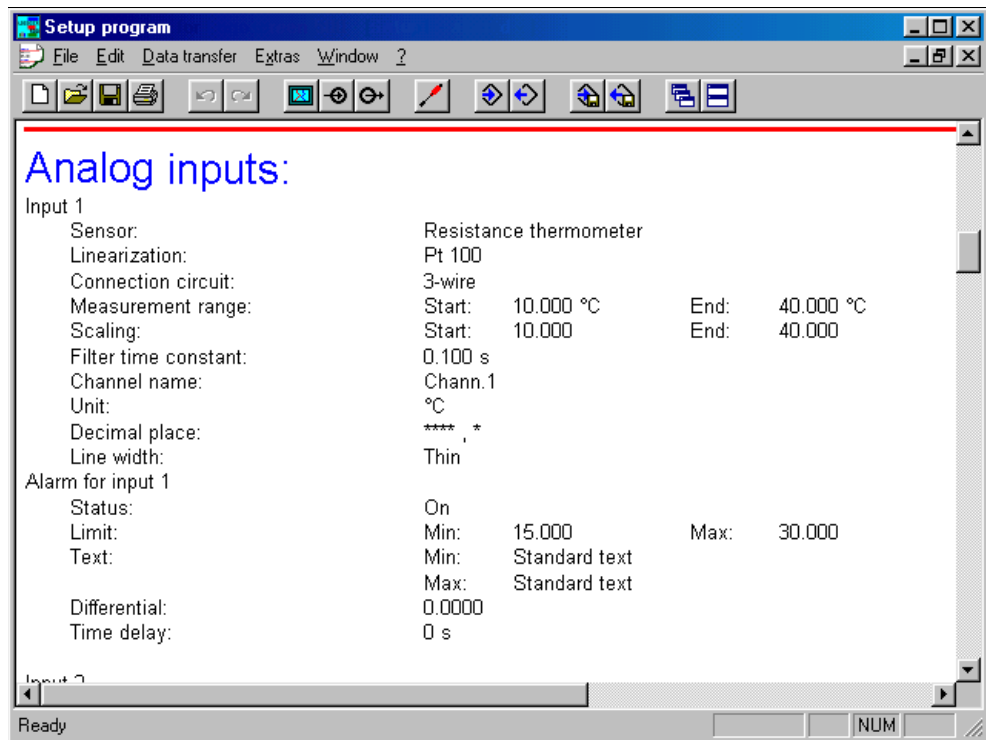 Setup program
File Edit Data transfer Extras Window ?
Analog inputs:
Input 1
Sensor: Resistance thermometer
Linearization: Pt 100
Connection circuit: 3-wire
Measurement range: Start: 10.000 °C End: 40.000 °C
Scaling: Start: 10.000 End: 40.000
Filter time constant: 0.100 s
Channel name: Chann.1
Unit: °C
Decimal place: **** , *
Line width: Thin
Alarm for input 1
Status: On
Limit: Min: 15.000 Max: 30.000
Text: Min: Standard text
Max: Standard text
Differential: 0.0000
Time delay: 0 s
Ready NUM